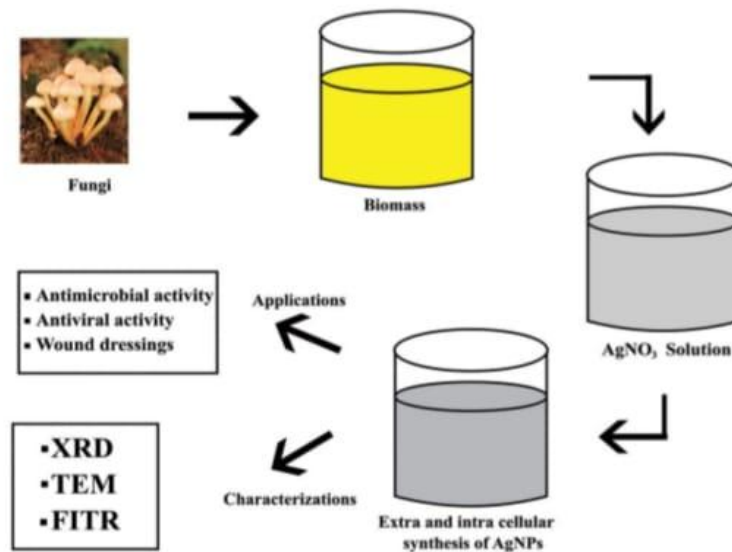 Fungi
Biomass
AgNO₃ Solution
Extra and intra cellular
synthesis of AgNPs
Applications
▪ Antimicrobial activity
▪ Antiviral activity
▪ Wound dressings
Characterizations
▪XRD
▪TEM
▪FITR